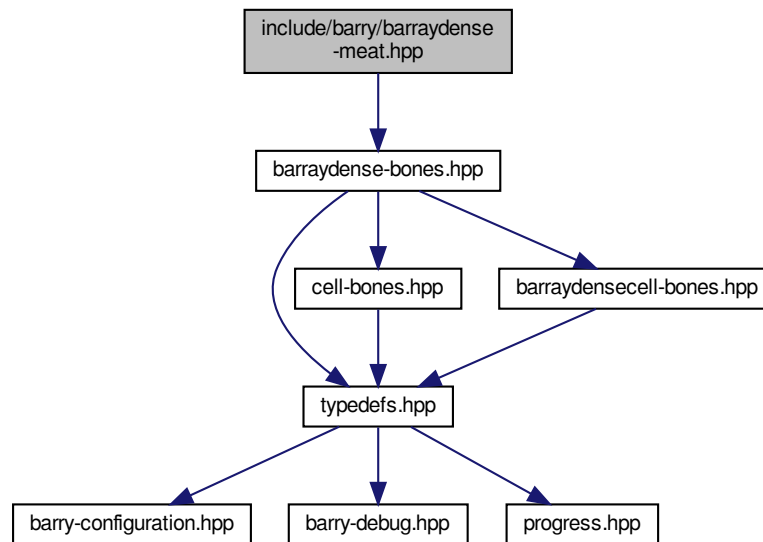 include/barry/barraydense
-meat.hpp
barraydense-bones.hpp
cell-bones.hpp
barraydensecell-bones.hpp
typedefs.hpp
barry-configuration.hpp
barry-debug.hpp
progress.hpp